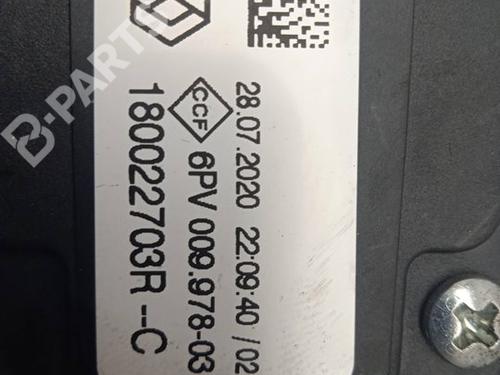 28.07.2020 22:09:40 / 02
CCF 6PV 009.978-03
180022703R --C
B-PARTS